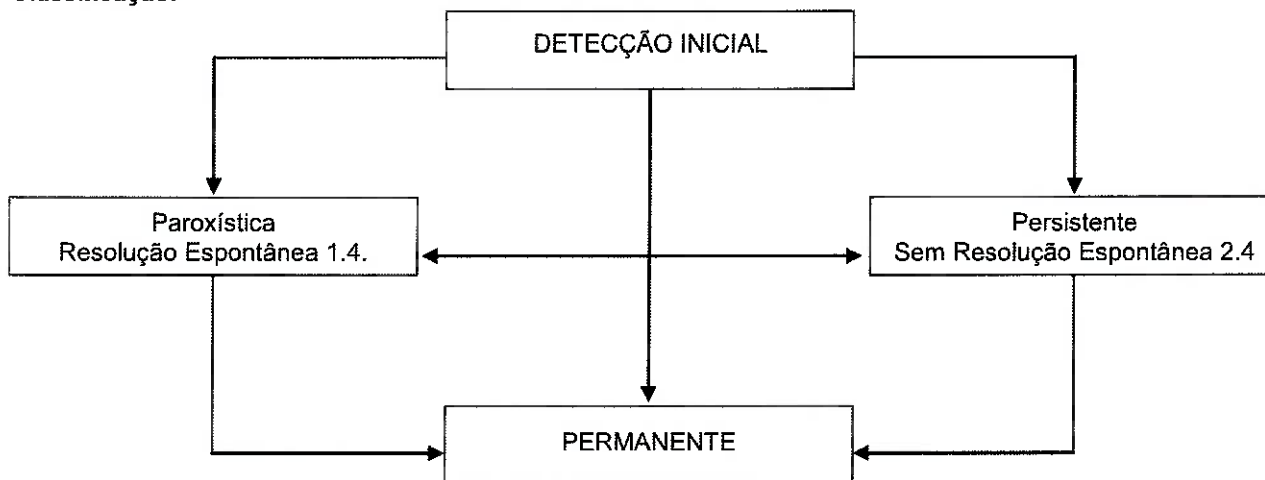 DETECÇÃO INICIAL
Paroxística
Resolução Espontânea 1.4.
Persistente
Sem Resolução Espontânea 2.4
PERMANENTE